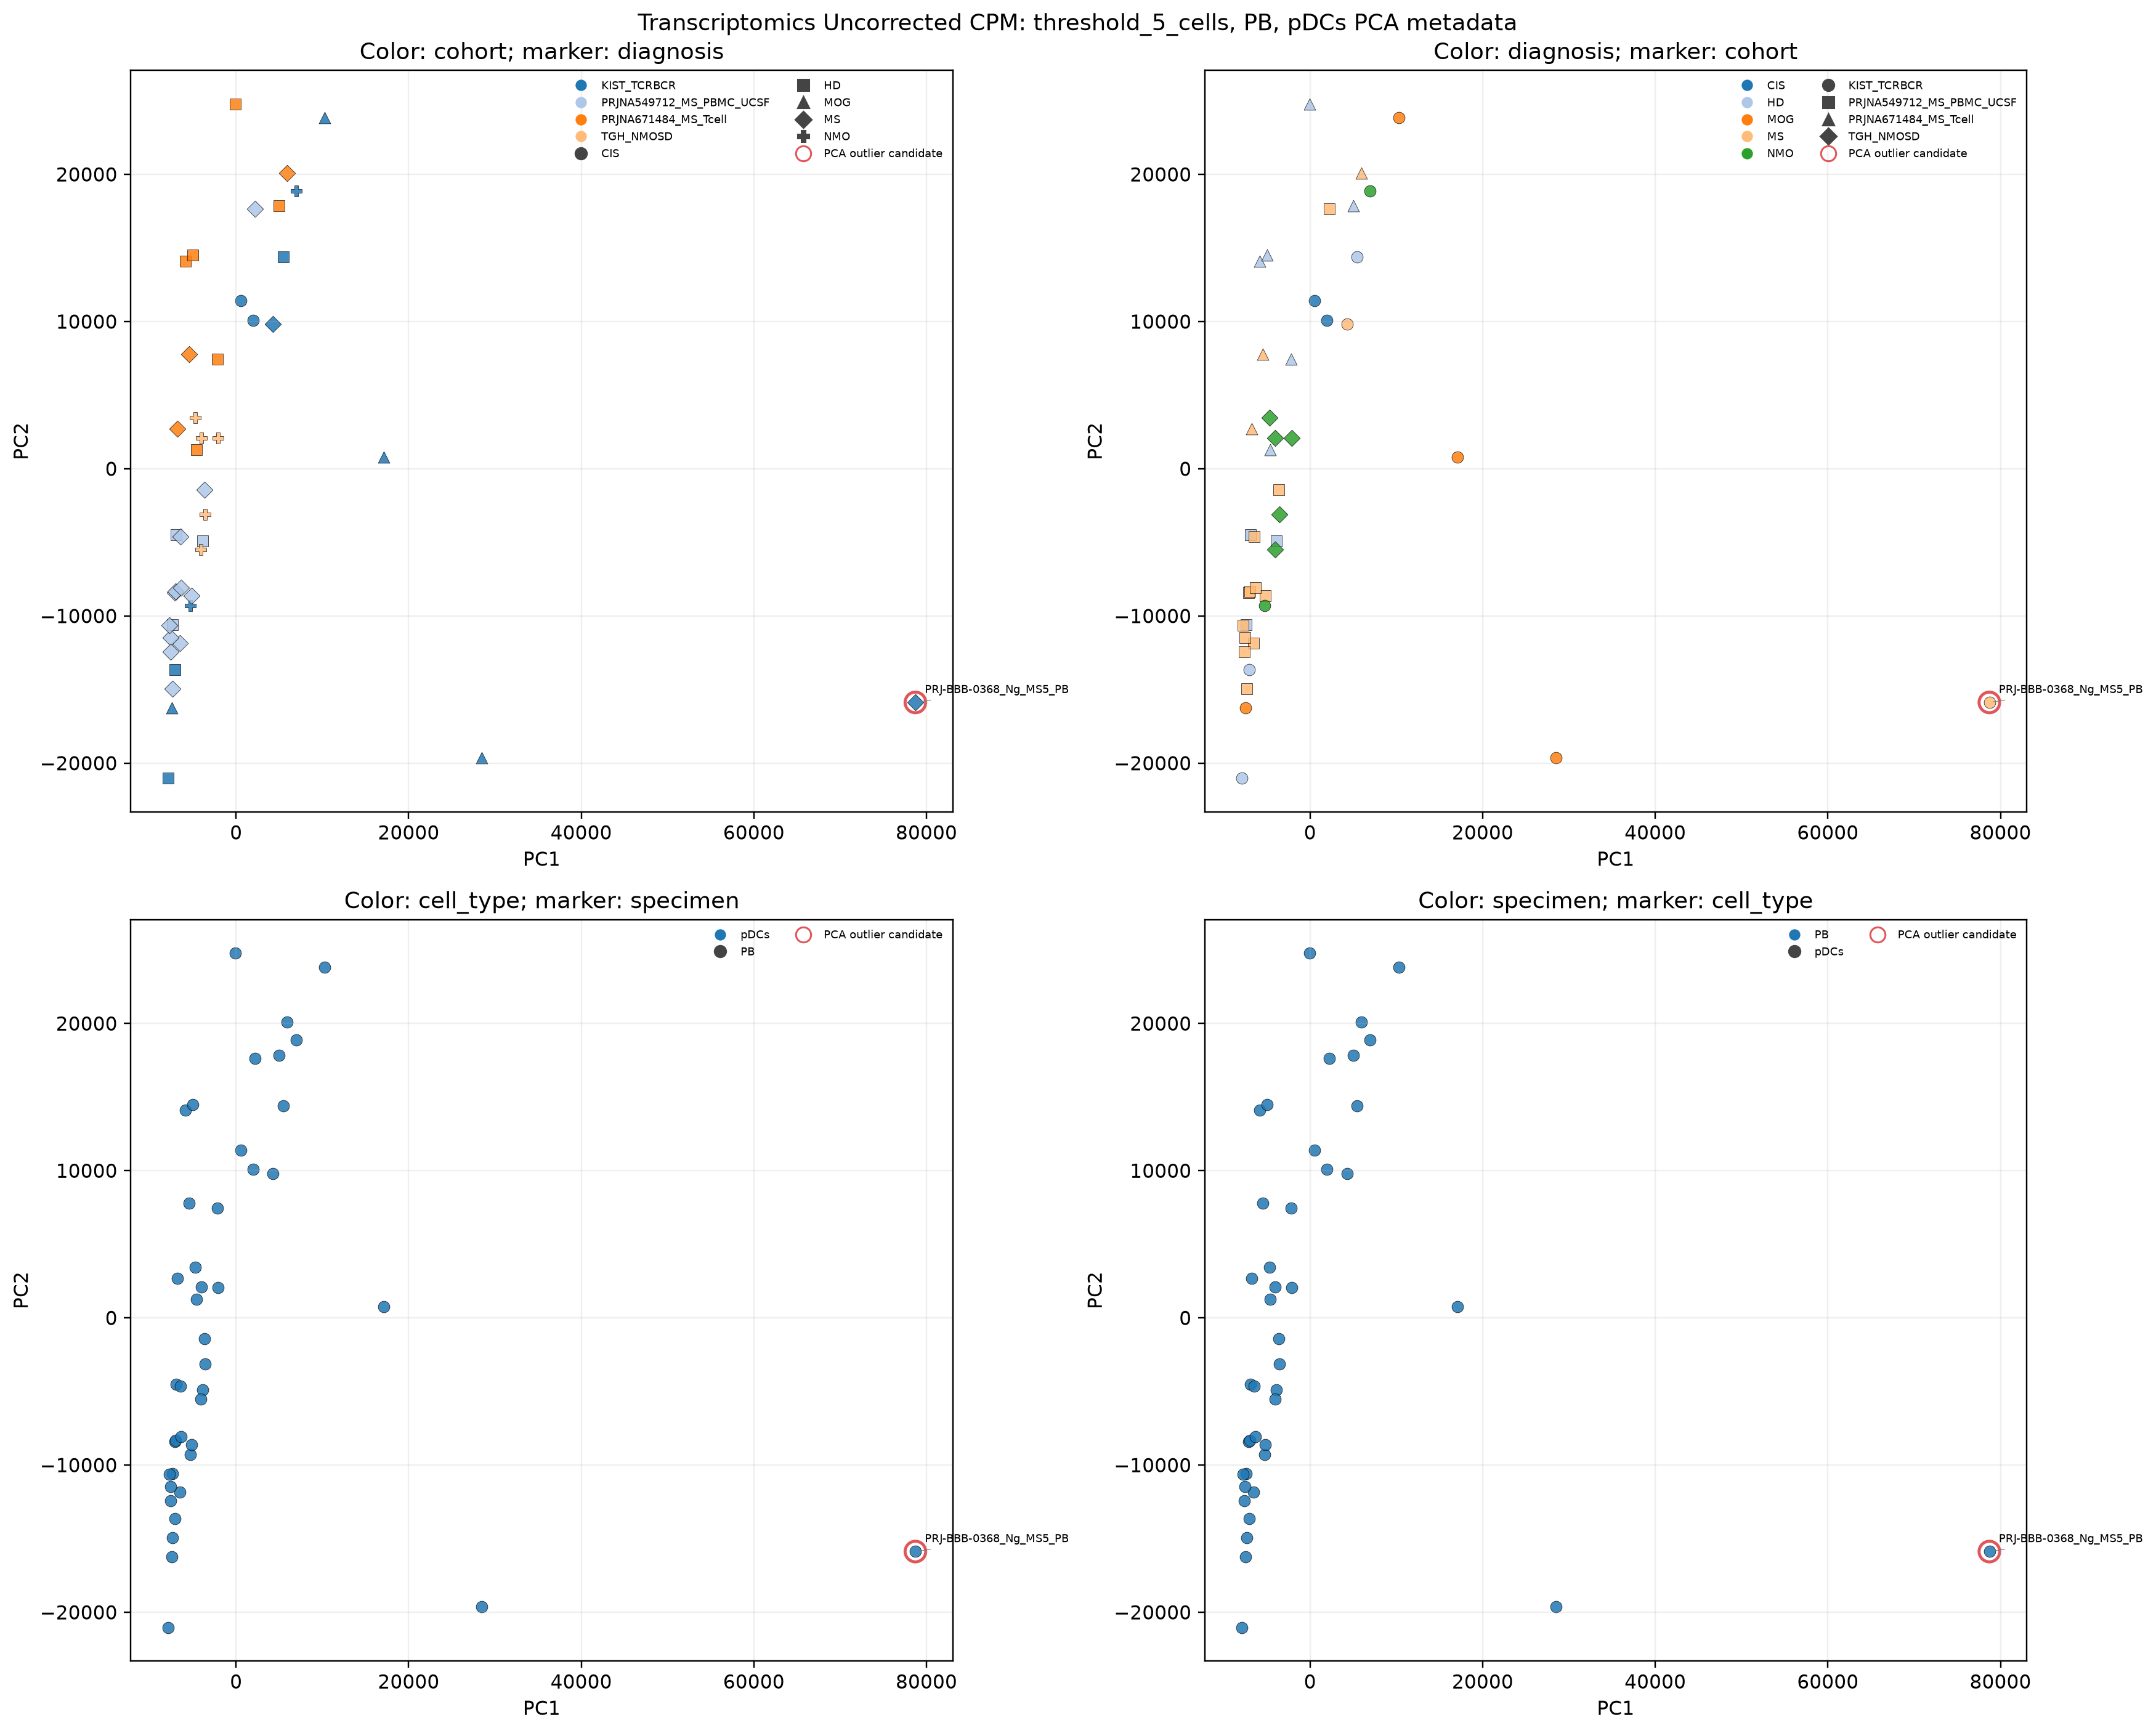 Transcriptomics Uncorrected CPM: threshold_5_cells, PB, pDCs PCA metadata
Color: cohort; marker: diagnosis
KIST_TCRBCR
PRJNA549712_MS_PBMC_UCSF
PRJNA671484_MS_Tcell
TGH_NMOSD
CIS
HD
MOG
MS
NMO
PCA outlier candidate
20000
10000
0
−10000
−20000
PC2
PRJ-BBB-0368_Ng_MS5_PB
0
20000
40000
60000
80000
PC1
Color: diagnosis; marker: cohort
CIS
HD
MOG
MS
NMO
KIST_TCRBCR
PRJNA549712_MS_PBMC_UCSF
PRJNA671484_MS_Tcell
TGH_NMOSD
PCA outlier candidate
20000
10000
0
−10000
−20000
PC2
PRJ-BBB-0368_Ng_MS5_PB
0
20000
40000
60000
80000
PC1
Color: cell_type; marker: specimen
pDCs
PB
PCA outlier candidate
20000
10000
0
−10000
−20000
PC2
PRJ-BBB-0368_Ng_MS5_PB
0
20000
40000
60000
80000
PC1
Color: specimen; marker: cell_type
PB
pDCs
PCA outlier candidate
20000
10000
0
−10000
−20000
PC2
PRJ-BBB-0368_Ng_MS5_PB
0
20000
40000
60000
80000
PC1